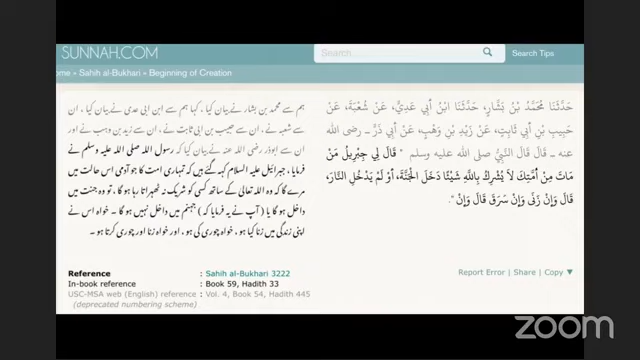 SUNNAH.COM
Search...
Search Tips
ome » Sahih al-Bukhari » Beginning of Creation
ہم سے محمد بن بشار نے بیان کیا ، کہا ہم سے ابن ابی عدی نے بیان کیا ، ان
سے شعبہ نے ، ان سے حبیب بن ابی ثابت نے ، ان سے زید بن وہب نے اور
ان سے ابوذر رضی اللہ عنہ نے بیان کیا کہ رسول اللہ صلی اللہ علیہ وسلم نے
فرمایا ، جبرائیل علیہ السلام کہہ گئے ہیں کہ تمہاری امت کا جو آدمی اس حالت میں
مرے گا کہ وہ اللہ تعالیٰ کے ساتھ کسی کو شریک نہ ٹھہراتا رہا ہو گا ، تو وہ جنت میں
داخل ہو گا یا ( آپ نے یہ فرمایا کہ ) جہنم میں داخل نہیں ہو گا ۔ خواہ اس نے
اپنی زندگی میں زنا کیا ہو ، خواہ چوری کی ہو ، اور خواہ زنا اور چوری کرتا ہو ۔
حَدَّثَنَا مُحَمَّدُ بْنُ بَشَّارٍ، حَدَّثَنَا ابْنُ أَبِي عَدِيٍّ، عَنْ شُعْبَةَ، عَنْ
حَبِيبِ بْنِ أَبِي ثَابِتٍ، عَنْ زَيْدِ بْنِ وَهْبٍ، عَنْ أَبِي ذَرٍّ ـ رضى الله
عنه ـ قَالَ قَالَ النَّبِيُّ صلى الله عليه وسلم " قَالَ لِي جِبْرِيلُ مَنْ
مَاتَ مِنْ أُمَّتِكَ لاَ يُشْرِكُ بِاللَّهِ شَيْئًا دَخَلَ الْجَنَّةَ، أَوْ لَمْ يَدْخُلِ النَّارَ،
قَالَ وَإِنْ زَنَى وَإِنْ سَرَقَ قَالَ وَإِنْ ".
Reference : Sahih al-Bukhari 3222
In-book reference : Book 59, Hadith 33
USC-MSA web (English) reference : Vol. 4, Book 54, Hadith 445
(deprecated numbering scheme)
Report Error | Share | Copy ▼
zoom